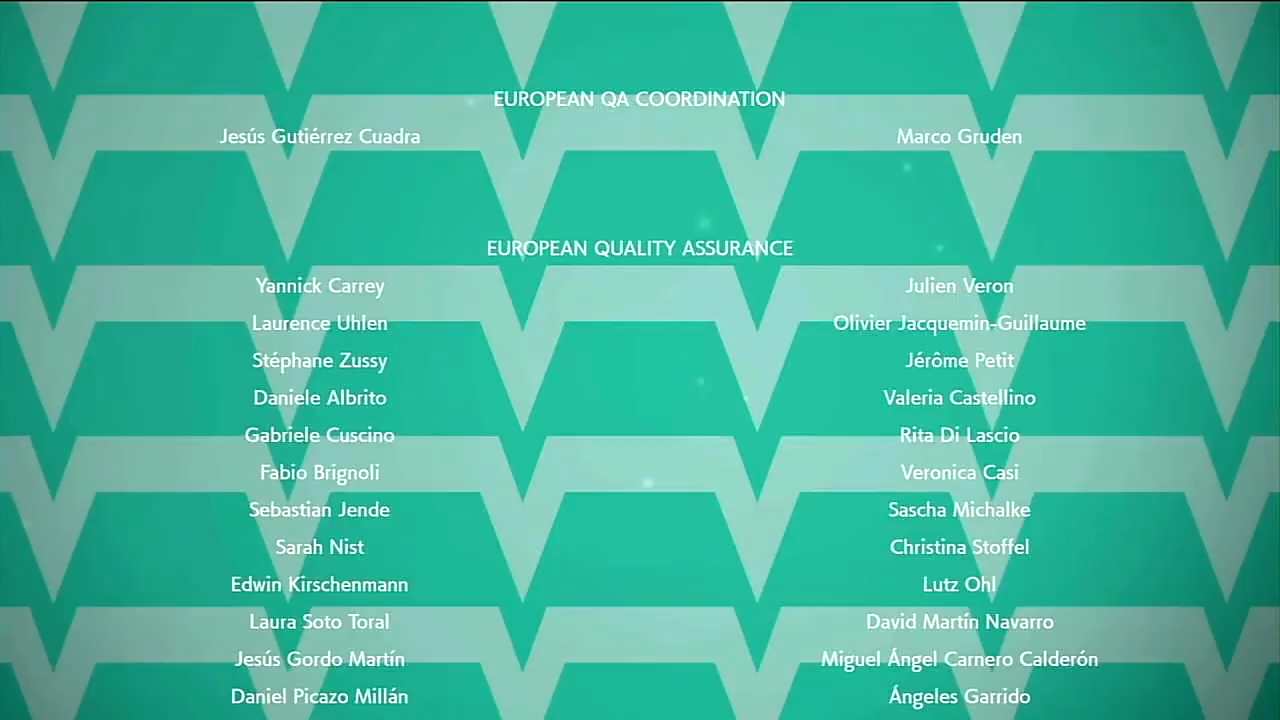 EUROPEAN QA COORDINATION
Jesús Gutiérrez Cuadra Marco Gruden
EUROPEAN QUALITY ASSURANCE
Yannick Carrey Julien Veron
Laurence Uhlen Olivier Jacquemin-Guillaume
Stéphane Zussy Jérôme Petit
Daniele Albrito Valeria Castellino
Gabriele Cuscino Rita Di Lascio
Fabio Brignoli Veronica Casi
Sebastian Jende Sascha Michalke
Sarah Nist Christina Stoffel
Edwin Kirschenmann Lutz Ohl
Laura Soto Toral David Martín Navarro
Jesús Gordo Martín Miguel Ángel Carnero Calderón
Daniel Picazo Millán Ángeles Garrido